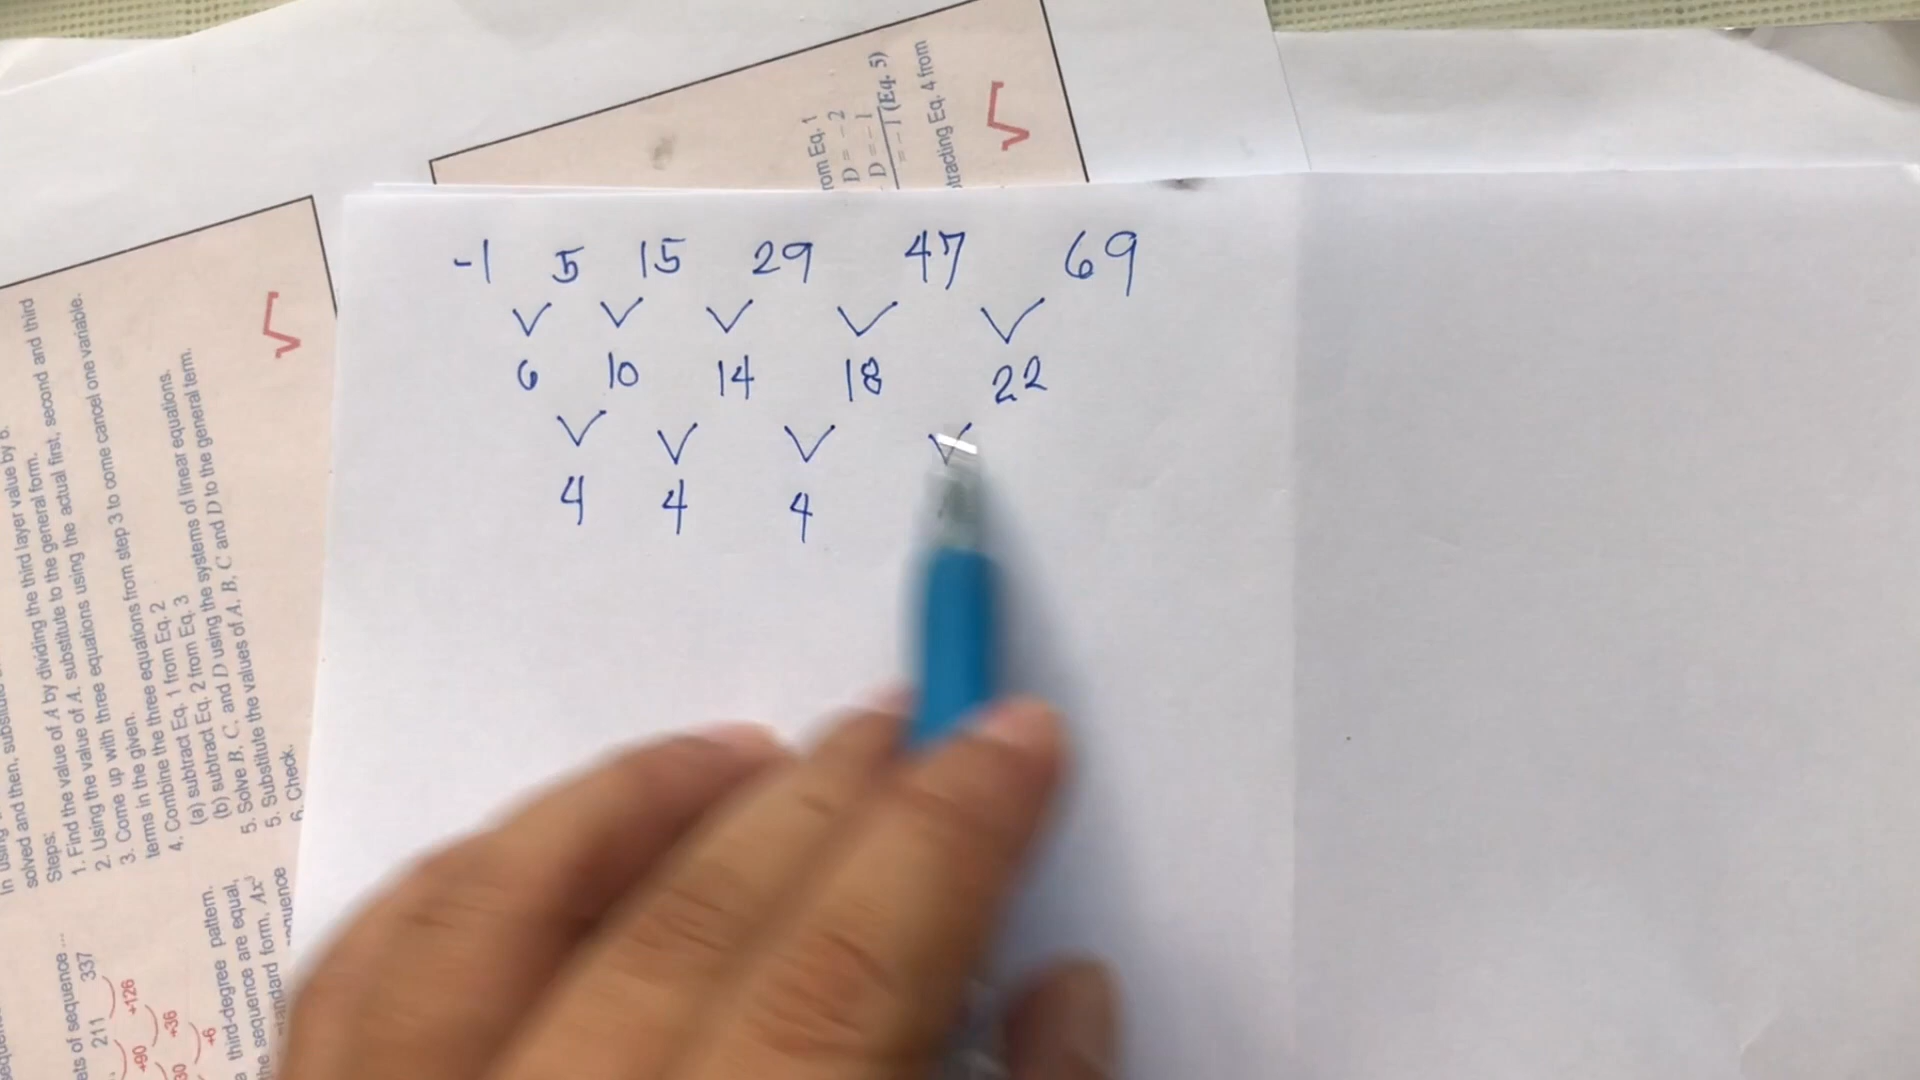 -1 5 15 29 47 69
6 10 14 18 22
4 4 4
rom Eq. 1
D = - 2
D = - 1
= - 1 (Eq. 5)
tracting Eq. 4 from
√
√
solved and then,
Steps:
1. Find the value of A by dividing the third layer value by 6.
2. Using the value of A. substitute to the general form.
3. Come up with three equations using the actual first, second and third
terms in the given.
4. Combine the three equations from step 3 to come cancel one variable.
(a) subtract Eq. 1 from Eq. 2
(b) subtract Eq. 2 from Eq. 3
5. Solve B, C, and D using the systems of linear equations.
5. Substitute the values of A, B, C and D to the general term.
6. Check.
ets of sequence ...
211 337
+90 +126
30 +36
+6
third-degree pattern.
the sequence are equal,
standard form, Ax³